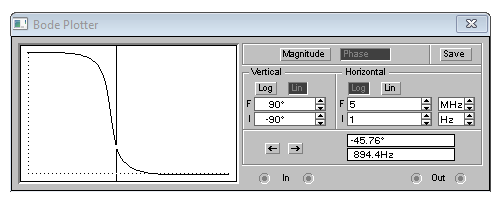 Bode Plotter
Magnitude Phase Save
Vertical Horizontal
Log Lin Log Lin
F 90° F 5 MHz
I -90° I 1 Hz
-45.76°
894.4Hz
In Out